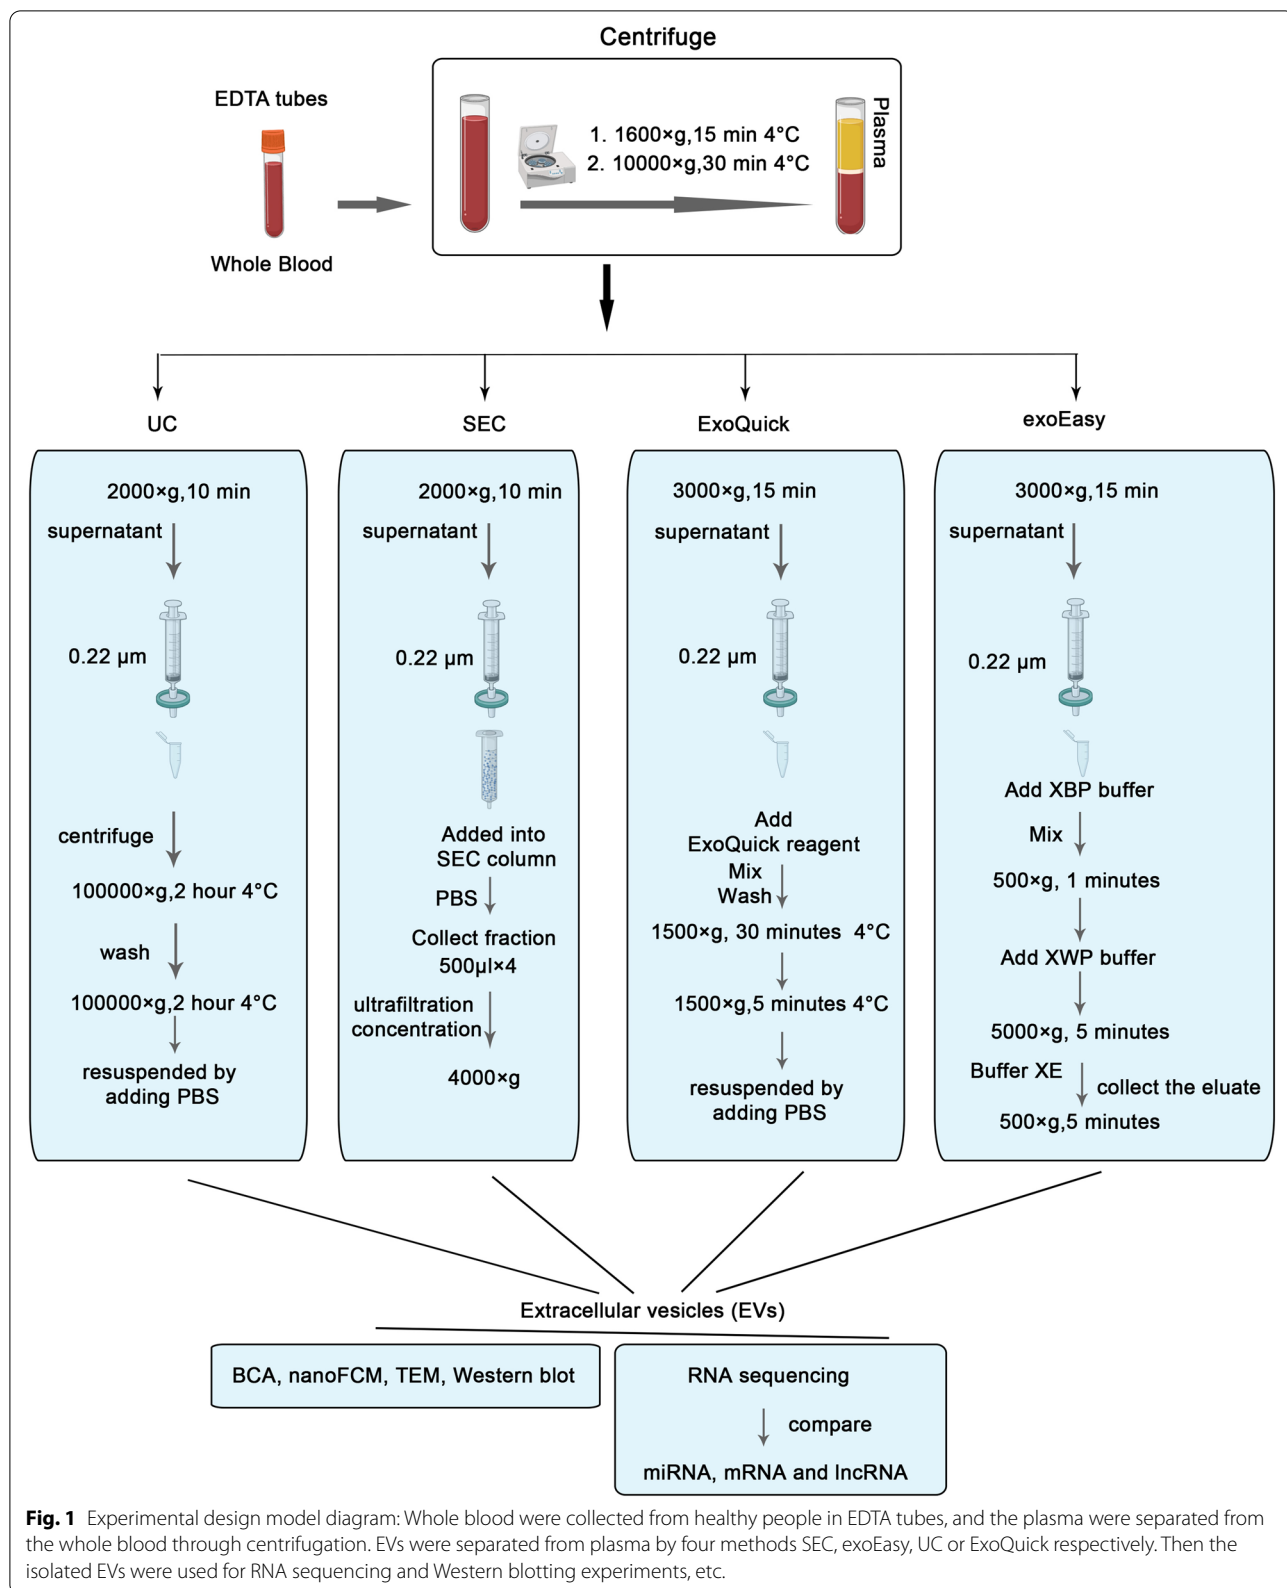 Centrifuge
EDTA tubes
Whole Blood
1. 1600×g,15 min 4°C
2. 10000×g,30 min 4°C
Plasma
UC
2000×g,10 min
supernatant
0.22 μm
centrifuge
100000×g,2 hour 4°C
wash
100000×g,2 hour 4°C
resuspended by
adding PBS
SEC
2000×g,10 min
supernatant
0.22 μm
Added into
SEC column
PBS
Collect fraction
500μl×4
ultrafiltration
concentration
4000×g
ExoQuick
3000×g,15 min
supernatant
0.22 μm
Add
ExoQuick reagent
Mix
Wash
1500×g, 30 minutes 4°C
1500×g,5 minutes 4°C
resuspended by
adding PBS
exoEasy
3000×g,15 min
supernatant
0.22 μm
Add XBP buffer
Mix
500×g, 1 minutes
Add XWP buffer
5000×g, 5 minutes
Buffer XE
collect the eluate
500×g,5 minutes
Extracellular vesicles (EVs)
BCA, nanoFCM, TEM, Western blot
RNA sequencing
compare
miRNA, mRNA and lncRNA
Fig. 1 Experimental design model diagram: Whole blood were collected from healthy people in EDTA tubes, and the plasma were separated from
the whole blood through centrifugation. EVs were separated from plasma by four methods SEC, exoEasy, UC or ExoQuick respectively. Then the
isolated EVs were used for RNA sequencing and Western blotting experiments, etc.